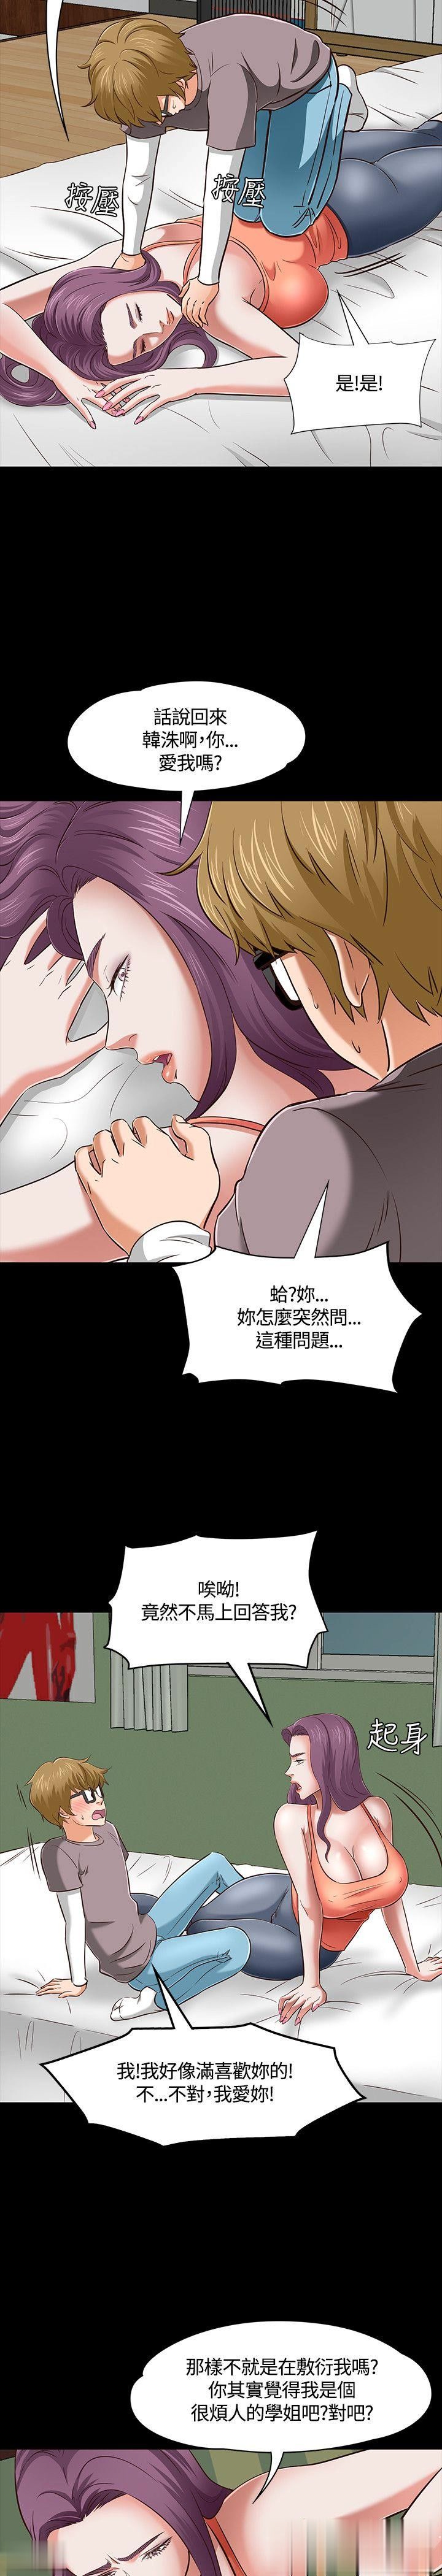 按壓
按壓
是!是!
話說回來
韓洙啊,你...
愛我嗎?
蛤?妳...
妳怎麼突然問...
這種問題...
唉呦!
竟然不馬上回答我?
起身
我!我好像滿喜歡妳的!
不...不對,我愛妳!
那樣不就是在敷衍我嗎?
你其實覺得我是個
很煩人的學姐吧?對吧?